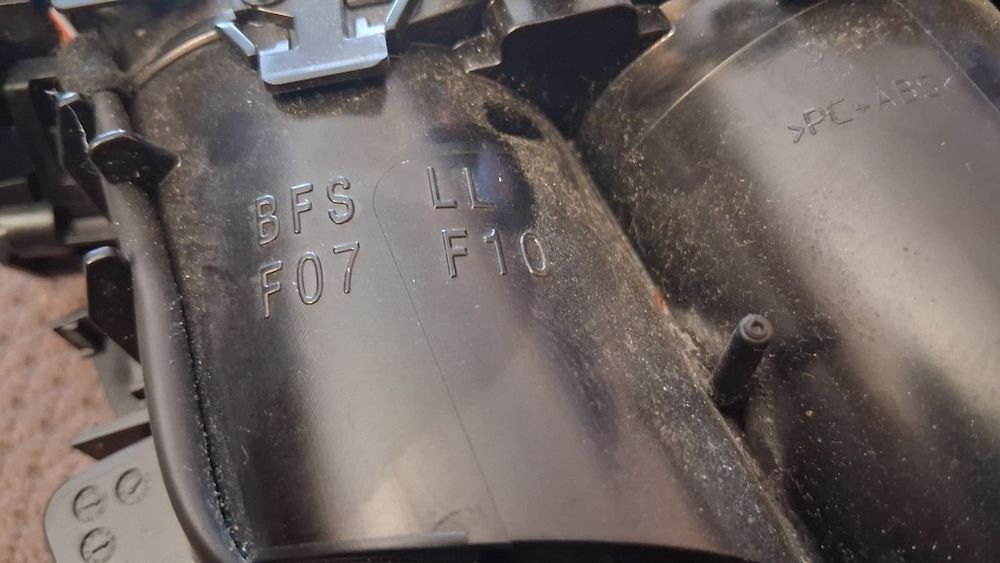 BFS LL
F07 F10
>PC+ABS<